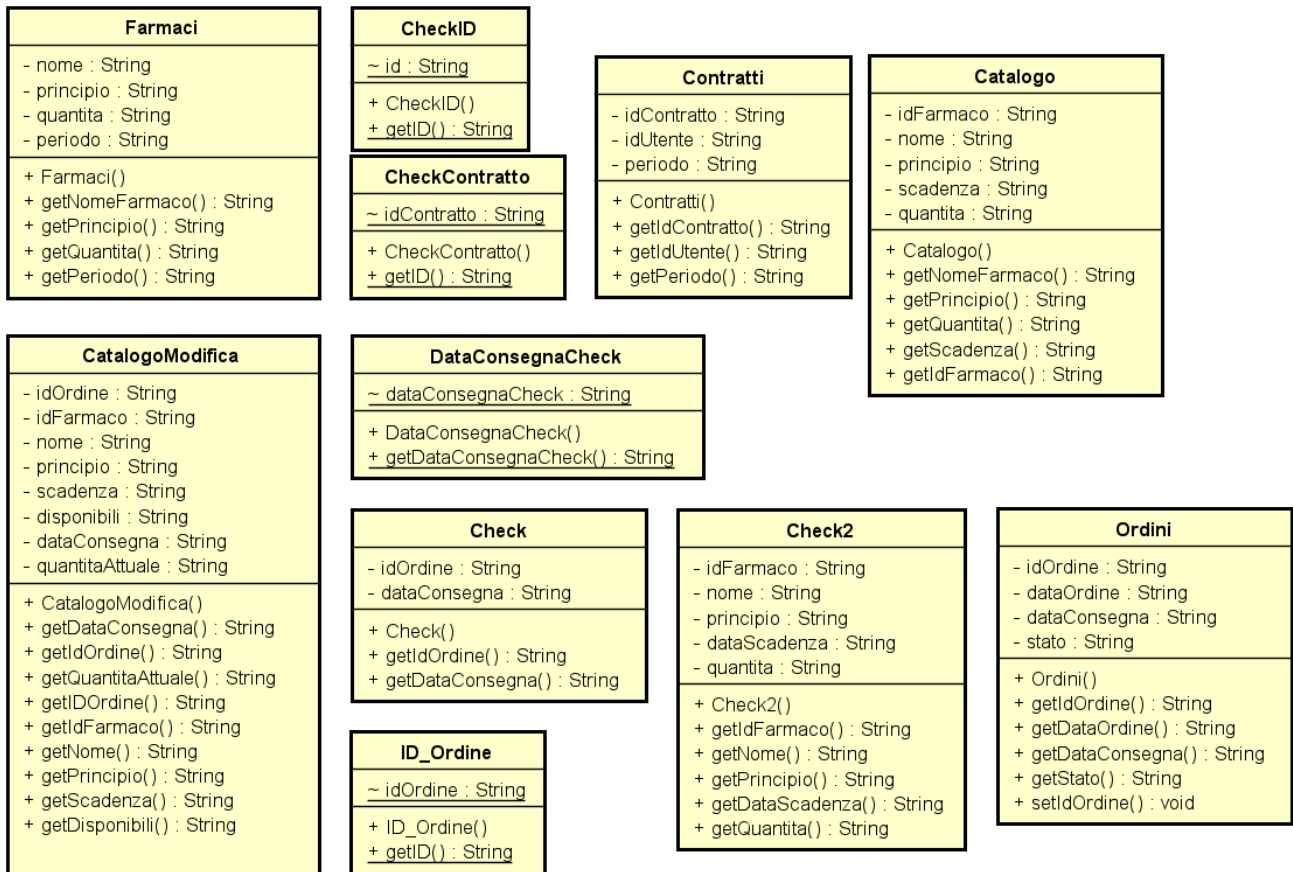 Farmaci
- nome : String
- principio : String
- quantita : String
- periodo : String
+ Farmaci()
+ getNomeFarmaco() : String
+ getPrincipio() : String
+ getQuantita() : String
+ getPeriodo() : String
CheckID
~ id : String
+ CheckID()
+ getID() : String
CheckContratto
~ idContratto : String
+ CheckContratto()
+ getID() : String
Contratti
- idContratto : String
- idUtente : String
- periodo : String
+ Contratti()
+ getIdContratto() : String
+ getIdUtente() : String
+ getPeriodo() : String
Catalogo
- idFarmaco : String
- nome : String
- principio : String
- scadenza : String
- quantita : String
+ Catalogo()
+ getNomeFarmaco() : String
+ getPrincipio() : String
+ getQuantita() : String
+ getScadenza() : String
+ getIdFarmaco() : String
CatalogoModifica
- idOrdine : String
- idFarmaco : String
- nome : String
- principio : String
- scadenza : String
- disponibili : String
- dataConsegna : String
- quantitaAttuale : String
+ CatalogoModifica()
+ getDataConsegna() : String
+ getIdOrdine() : String
+ getQuantitaAttuale() : String
+ getIDOrdine() : String
+ getIdFarmaco() : String
+ getNome() : String
+ getPrincipio() : String
+ getScadenza() : String
+ getDisponibili() : String
DataConsegnaCheck
~ dataConsegnaCheck : String
+ DataConsegnaCheck()
+ getDataConsegnaCheck() : String
Check
- idOrdine : String
- dataConsegna : String
+ Check()
+ getIdOrdine() : String
+ getDataConsegna() : String
ID_Ordine
~ idOrdine : String
+ ID_Ordine()
+ getID() : String
Check2
- idFarmaco : String
- nome : String
- principio : String
- dataScadenza : String
- quantita : String
+ Check2()
+ getIdFarmaco() : String
+ getNome() : String
+ getPrincipio() : String
+ getDataScadenza() : String
+ getQuantita() : String
Ordini
- idOrdine : String
- dataOrdine : String
- dataConsegna : String
- stato : String
+ Ordini()
+ getIdOrdine() : String
+ getDataOrdine() : String
+ getDataConsegna() : String
+ getStato() : String
+ setIdOrdine() : void